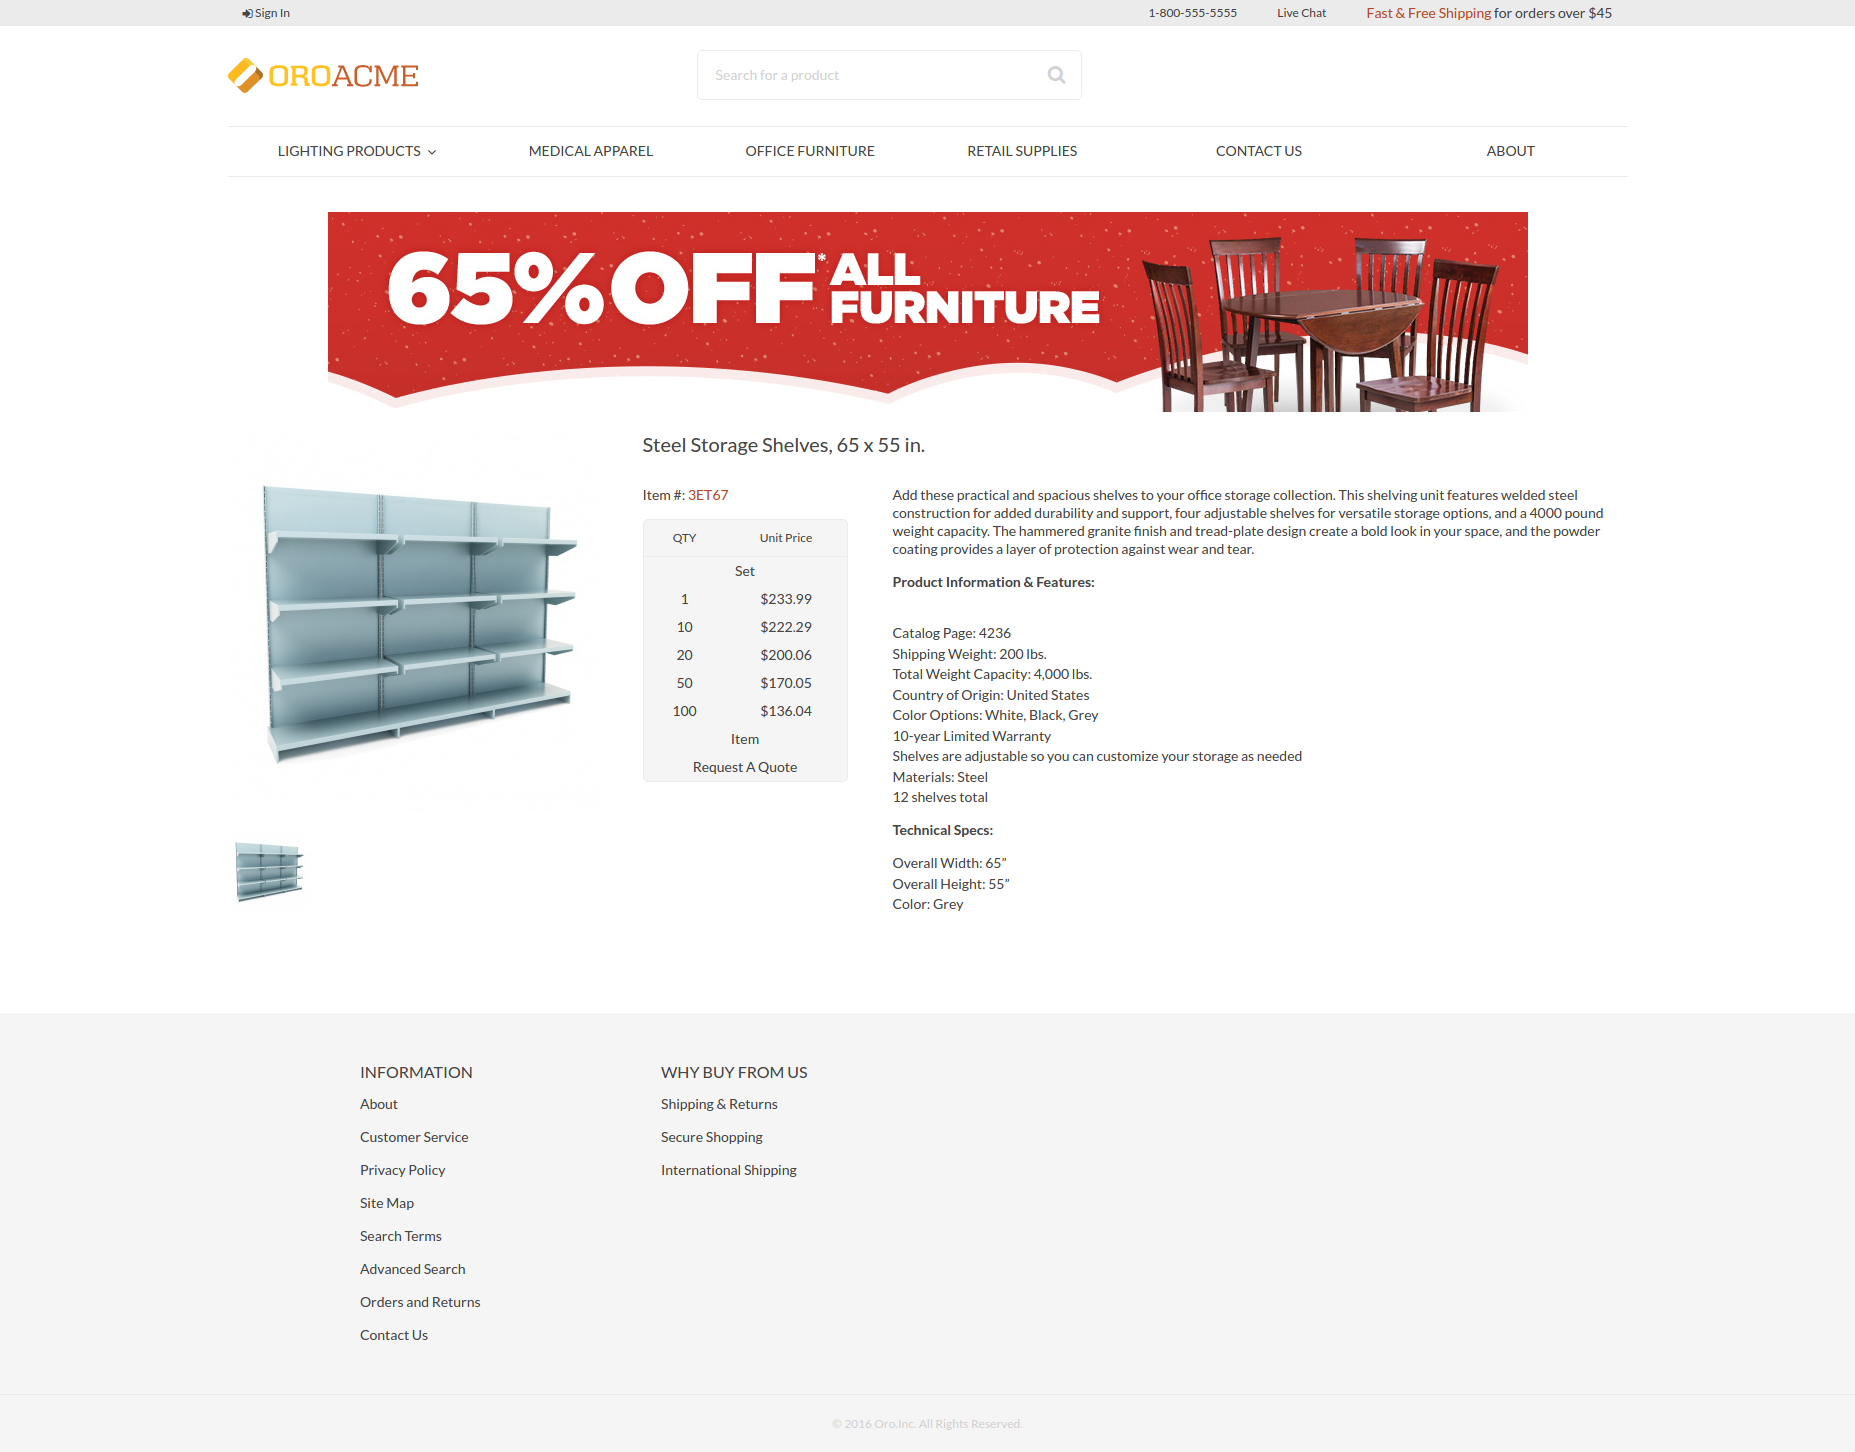 Sign In
1-800-555-5555
Live Chat
Fast & Free Shipping for orders over $45
OROACME
Search for a product
LIGHTING PRODUCTS
MEDICAL APPAREL
OFFICE FURNITURE
RETAIL SUPPLIES
CONTACT US
ABOUT
65% OFF* ALL
FURNITURE
Steel Storage Shelves, 65 x 55 in.
Item #: 3ET67
QTY Unit Price
Set
1 $233.99
10 $222.29
20 $200.06
50 $170.05
100 $136.04
Item
Request A Quote
Add these practical and spacious shelves to your office storage collection. This shelving unit features welded steel
construction for added durability and support, four adjustable shelves for versatile storage options, and a 4000 pound
weight capacity. The hammered granite finish and tread-plate design create a bold look in your space, and the powder
coating provides a layer of protection against wear and tear.
Product Information & Features:
Catalog Page: 4236
Shipping Weight: 200 lbs.
Total Weight Capacity: 4,000 lbs.
Country of Origin: United States
Color Options: White, Black, Grey
10-year Limited Warranty
Shelves are adjustable so you can customize your storage as needed
Materials: Steel
12 shelves total
Technical Specs:
Overall Width: 65”
Overall Height: 55”
Color: Grey
INFORMATION
About
Customer Service
Privacy Policy
Site Map
Search Terms
Advanced Search
Orders and Returns
Contact Us
WHY BUY FROM US
Shipping & Returns
Secure Shopping
International Shipping
© 2016 Oro.Inc. All Rights Reserved.